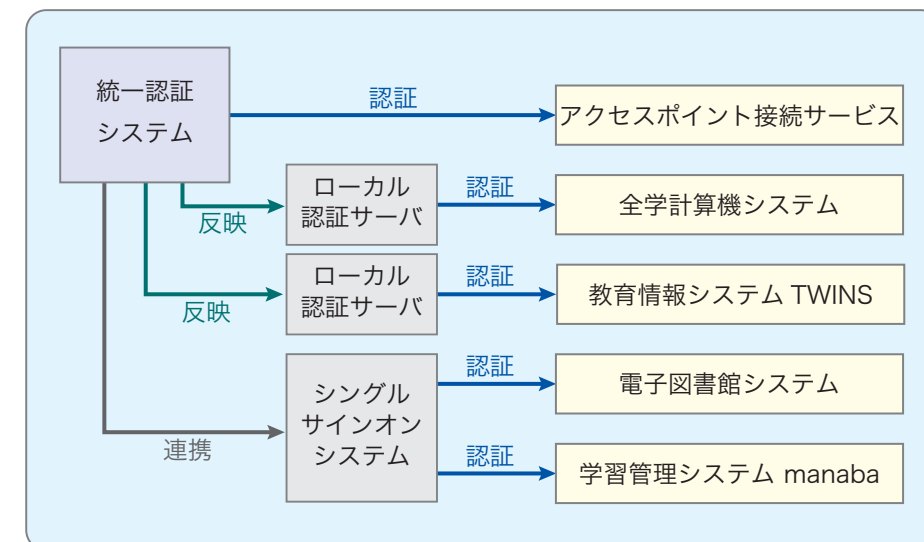 統一認証
システム
認証
アクセスポイント接続サービス
反映
ローカル
認証サーバ
認証
全学計算機システム
反映
ローカル
認証サーバ
認証
教育情報システム TWINS
連携
シングル
サインオン
システム
認証
電子図書館システム
認証
学習管理システム manaba